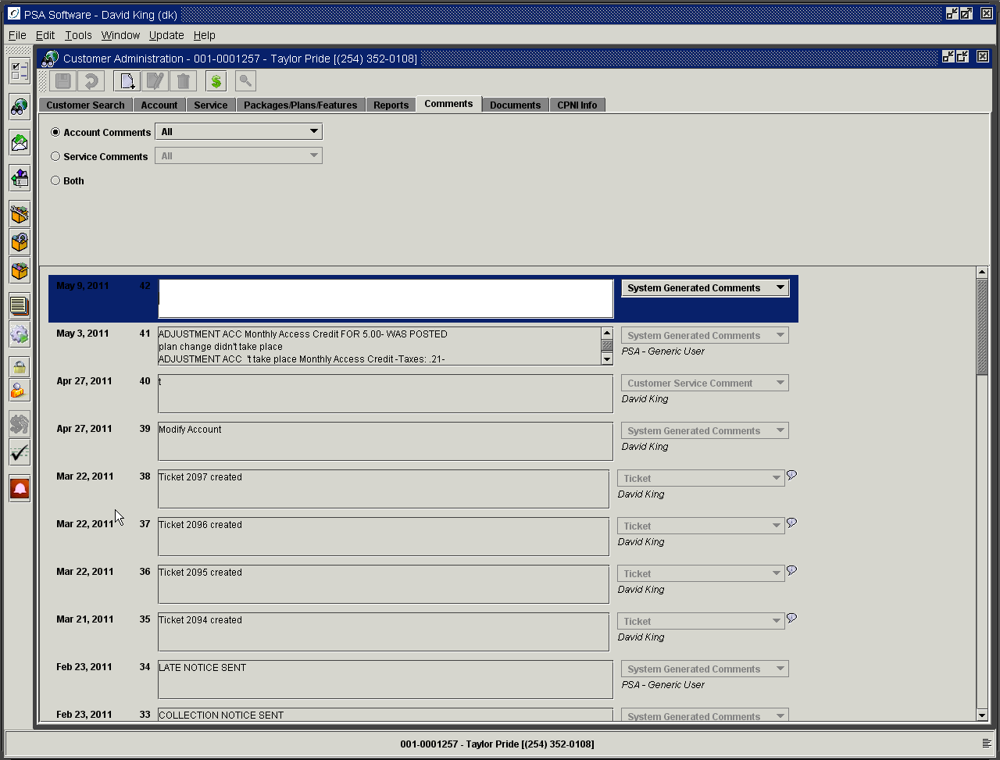 PSA Software - David King (dk)
File Edit Tools Window Update Help
Customer Administration - 001-0001257 - Taylor Pride [(254) 352-0108]
Customer Search Account Service Packages/Plans/Features Reports Comments Documents CPNI Info
Account Comments All
Service Comments All
Both
May 9, 2011 42 System Generated Comments
May 3, 2011 41 ADJUSTMENT ACC Monthly Access Credit FOR 5.00- WAS POSTED System Generated Comments
plan change didn't take place PSA - Generic User
ADJUSTMENT ACC 't take place Monthly Access Credit -Taxes: .21-
Apr 27, 2011 40 t Customer Service Comment
David King
Apr 27, 2011 39 Modify Account System Generated Comments
David King
Mar 22, 2011 38 Ticket 2097 created Ticket
David King
Mar 22, 2011 37 Ticket 2096 created Ticket
David King
Mar 22, 2011 36 Ticket 2095 created Ticket
David King
Mar 21, 2011 35 Ticket 2094 created Ticket
David King
Feb 23, 2011 34 LATE NOTICE SENT System Generated Comments
PSA - Generic User
Feb 23, 2011 33 COLLECTION NOTICE SENT System Generated Comments
001-0001257 - Taylor Pride [(254) 352-0108]